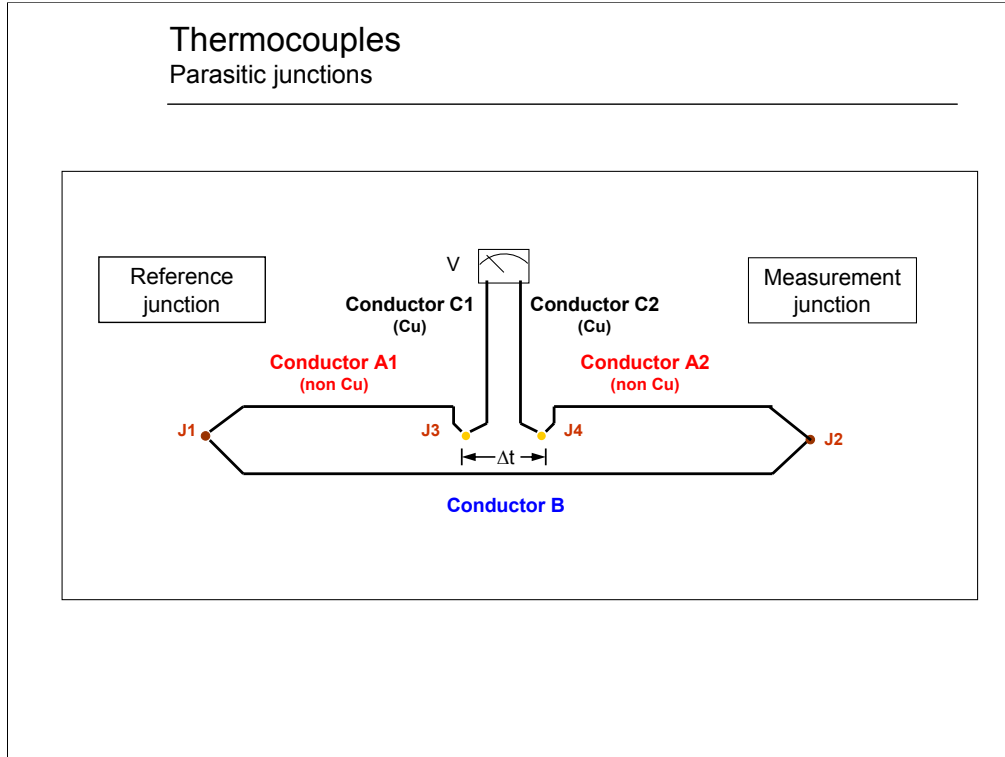 Thermocouples
Parasitic junctions
Reference
junction
V
Measurement
junction
Conductor C1
(Cu)
Conductor C2
(Cu)
Conductor A1
(non Cu)
Conductor A2
(non Cu)
J1
J3
J4
J2
Δt
Conductor B